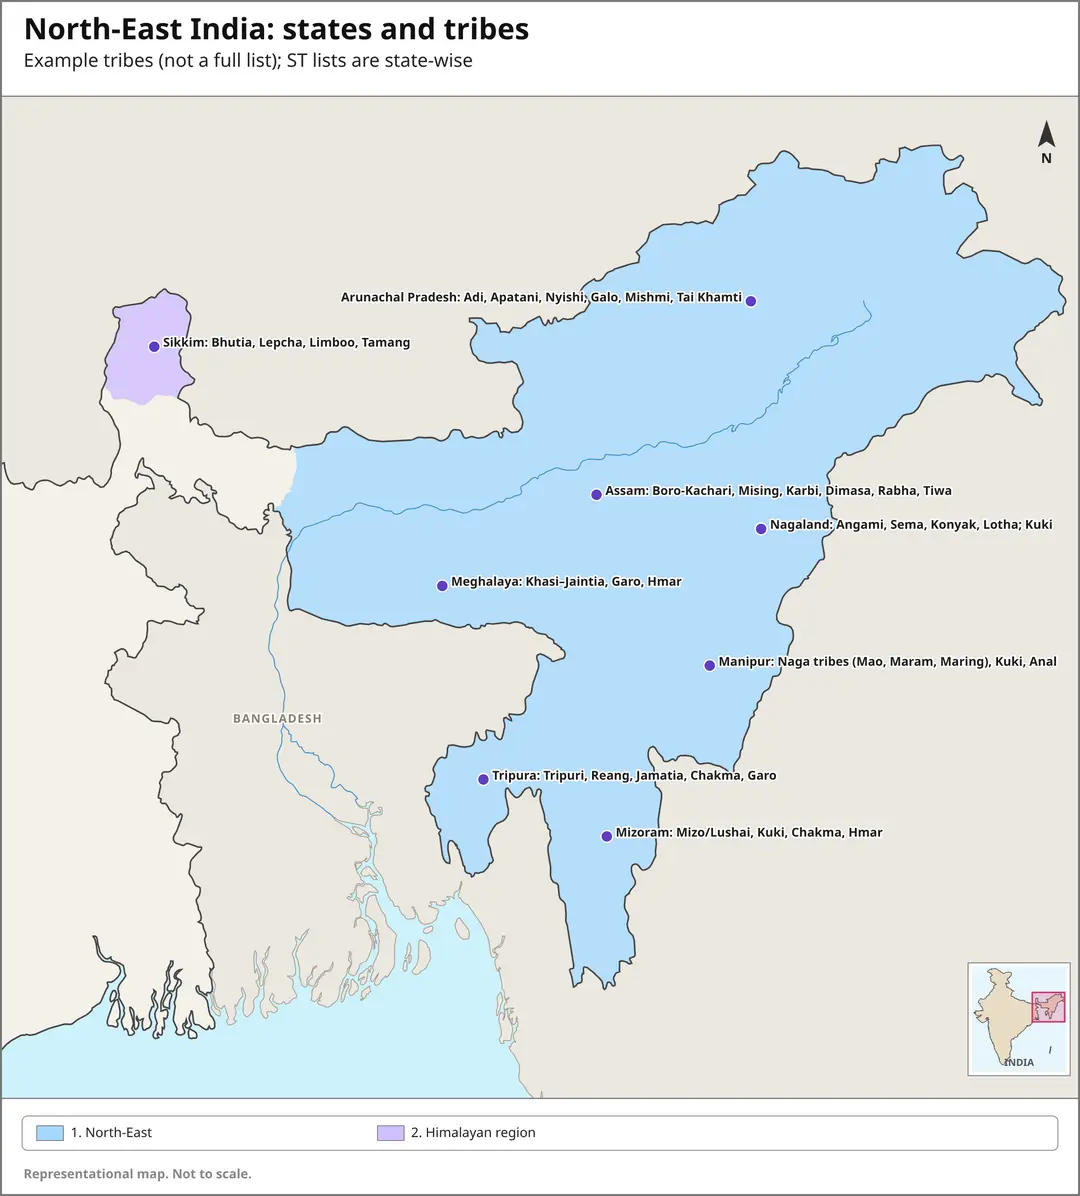 North-East India: states and tribes
Example tribes (not a full list); ST lists are state-wise
N
Arunachal Pradesh: Adi, Apatani, Nyishi, Galo, Mishmi, Tai Khamti
Sikkim: Bhutia, Lepcha, Limboo, Tamang
Assam: Boro-Kachari, Mising, Karbi, Dimasa, Rabha, Tiwa
Nagaland: Angami, Sema, Konyak, Lotha; Kuki
Meghalaya: Khasi–Jaintia, Garo, Hmar
Manipur: Naga tribes (Mao, Maram, Maring), Kuki, Anal
BANGLADESH
Tripura: Tripuri, Reang, Jamatia, Chakma, Garo
Mizoram: Mizo/Lushai, Kuki, Chakma, Hmar
INDIA
1. North-East
2. Himalayan region
Representational map. Not to scale.